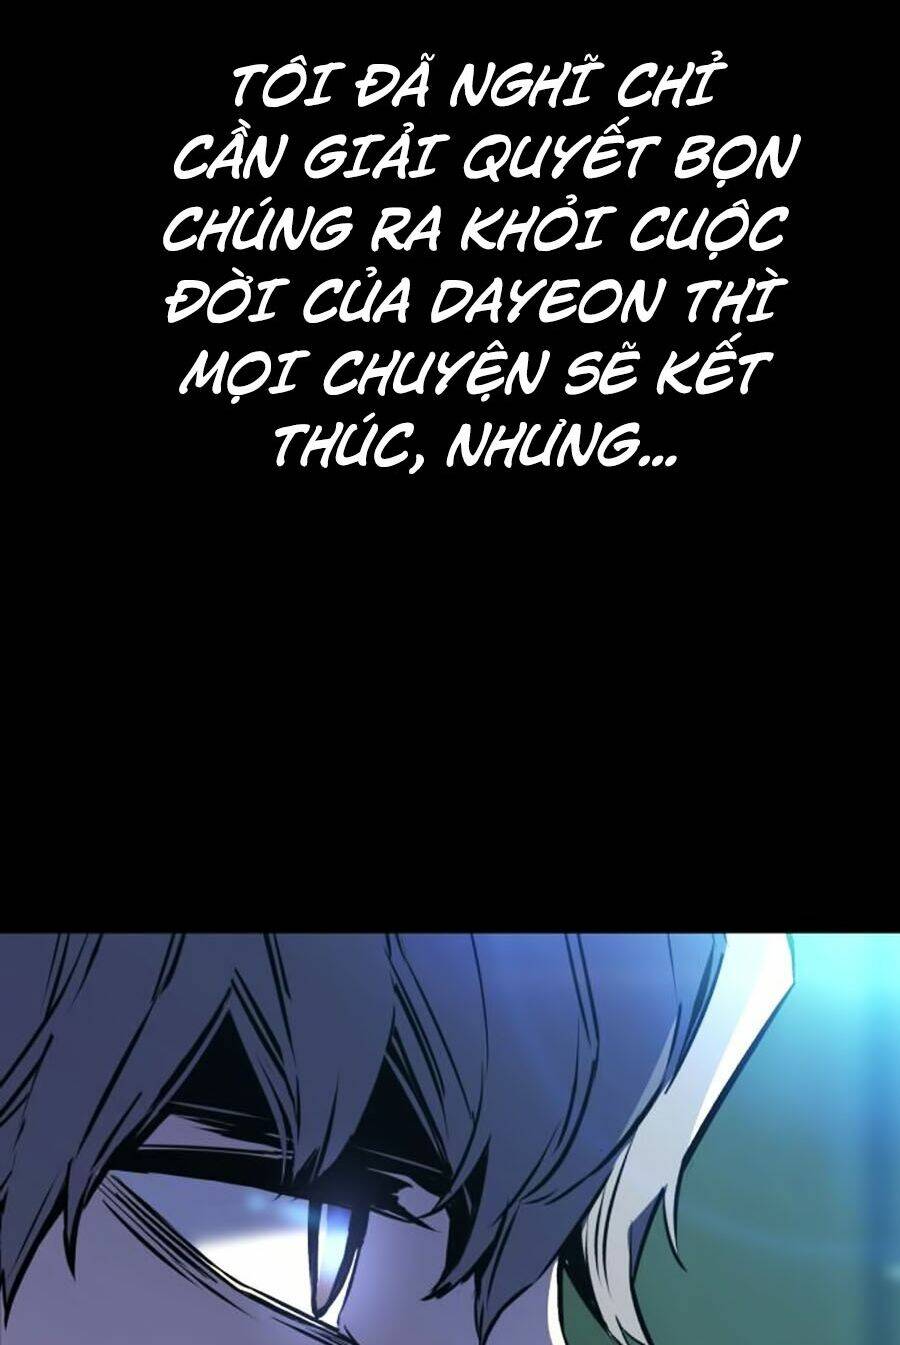 TÔI ĐÃ NGHĨ CHỈ
CẦN GIẢI QUYẾT BỌN
CHÚNG RA KHỎI CUỘC
ĐỜI CỦA DAYEON THÌ
MỌI CHUYỆN SẼ KẾT
THÚC, NHƯNG...